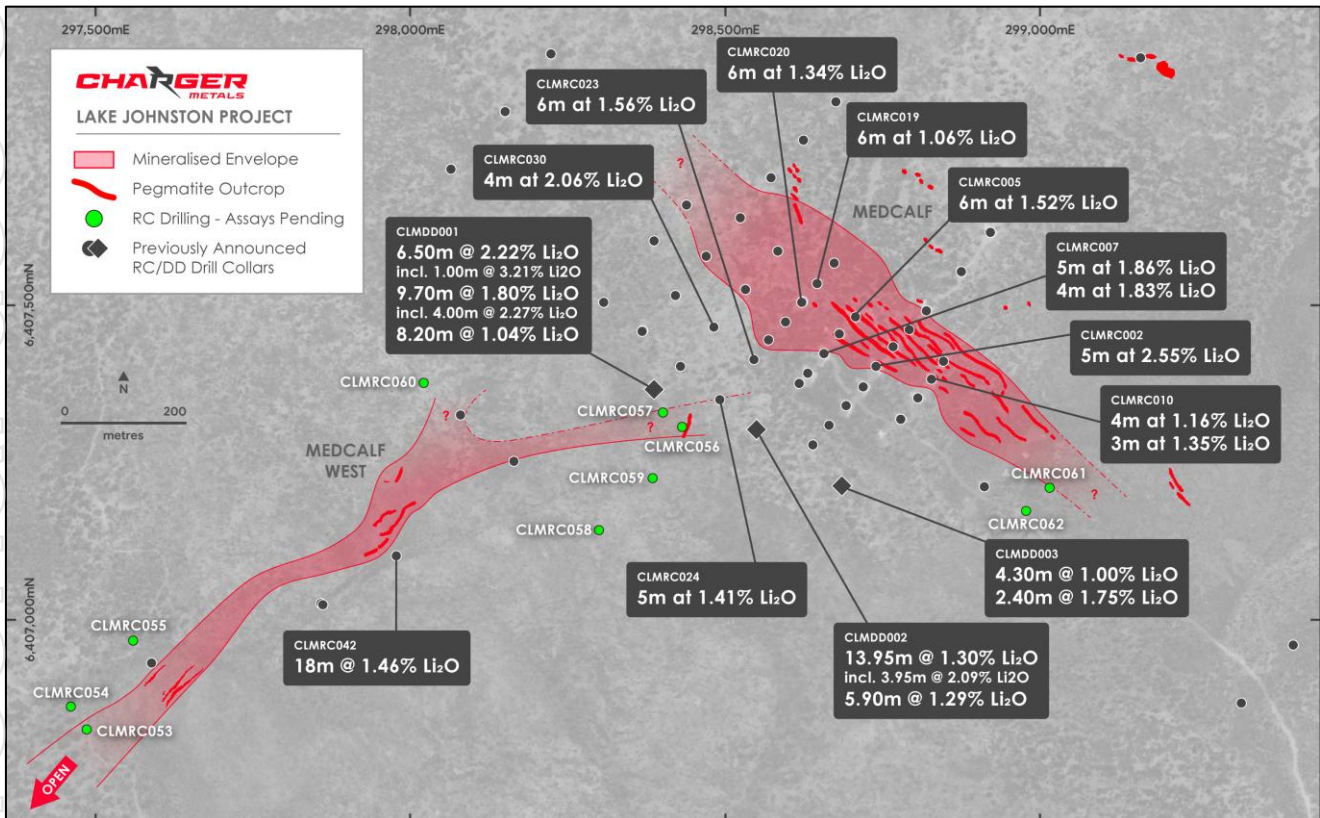 297,500mE
298,000mE
298,500mE
299,000mE
CHARGER
METALS
LAKE JOHNSTON PROJECT
Mineralised Envelope
Pegmatite Outcrop
RC Drilling - Assays Pending
Previously Announced
RC/DD Drill Collars
CLMRC020
6m at 1.34% Li₂O
CLMRC023
6m at 1.56% Li₂O
CLMRC019
6m at 1.06% Li₂O
CLMRC030
4m at 2.06% Li₂O
?
CLMRC005
6m at 1.52% Li₂O
MEDCALF
CLMDD001
6.50m @ 2.22% Li₂O
incl. 1.00m @ 3.21% Li2O
9.70m @ 1.80% Li₂O
incl. 4.00m @ 2.27% Li₂O
8.20m @ 1.04% Li₂O
CLMRC007
5m at 1.86% Li₂O
4m at 1.83% Li₂O
6,407,500mN
CLMRC002
5m at 2.55% Li₂O
N
0 200
metres
CLMRC060
CLMRC010
4m at 1.16% Li₂O
3m at 1.35% Li₂O
?
CLMRC057
?
CLMRC056
MEDCALF
WEST
CLMRC059
CLMRC061
?
CLMRC062
CLMRC058
CLMRC024
5m at 1.41% Li₂O
CLMDD003
4.30m @ 1.00% Li₂O
2.40m @ 1.75% Li₂O
6,407,000mN
CLMRC055
CLMRC042
18m @ 1.46% Li₂O
CLMDD002
13.95m @ 1.30% Li₂O
incl. 3.95m @ 2.09% Li2O
5.90m @ 1.29% Li₂O
CLMRC054
CLMRC053
OPEN